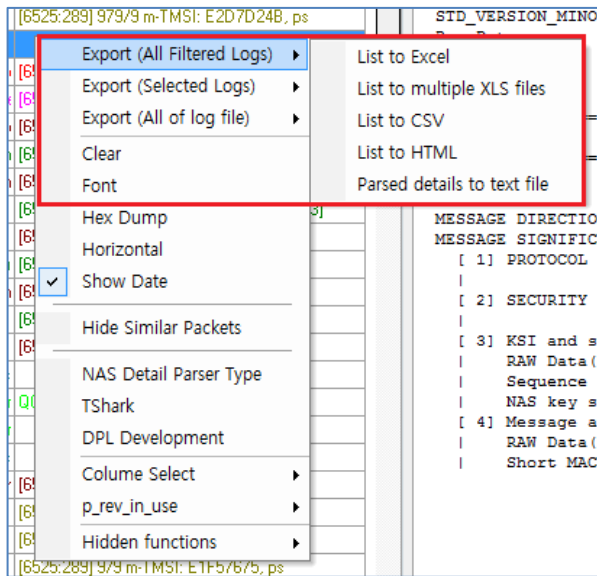 [6525:289] 979/9 m-TMSI: E2D7D24B, ps
Export (All Filtered Logs)
Export (Selected Logs)
Export (All of log file)
Clear
Font
Hex Dump
Horizontal
Show Date
Hide Similar Packets
NAS Detail Parser Type
TShark
DPL Development
Colume Select
p_rev_in_use
Hidden functions
[6525:289] 979/9 m-TMSI: E1F57675, ps
List to Excel
List to multiple XLS files
List to CSV
List to HTML
Parsed details to text file
STD_VERSION_MINO
MESSAGE DIRECTIO
MESSAGE SIGNIFIC
[ 1] PROTOCOL
|
[ 2] SECURITY
|
[ 3] KSI and s
| RAW Data(
| Sequence
| NAS key s
[ 4] Message a
| RAW Data(
| Short MAC